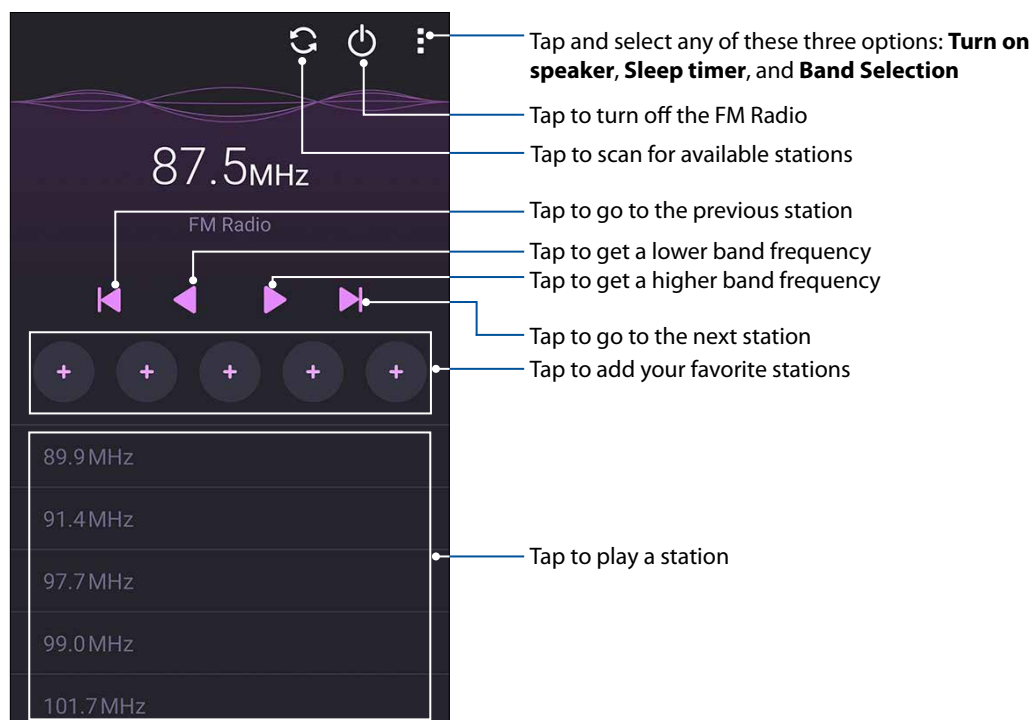 Tap and select any of these three options: Turn on
speaker, Sleep timer, and Band Selection
Tap to turn off the FM Radio
Tap to scan for available stations
87.5MHz
FM Radio
Tap to go to the previous station
Tap to get a lower band frequency
Tap to get a higher band frequency
Tap to go to the next station
Tap to add your favorite stations
+ + + + +
89.9MHz
91.4MHz
97.7MHz
99.0MHz
101.7MHz
Tap to play a station